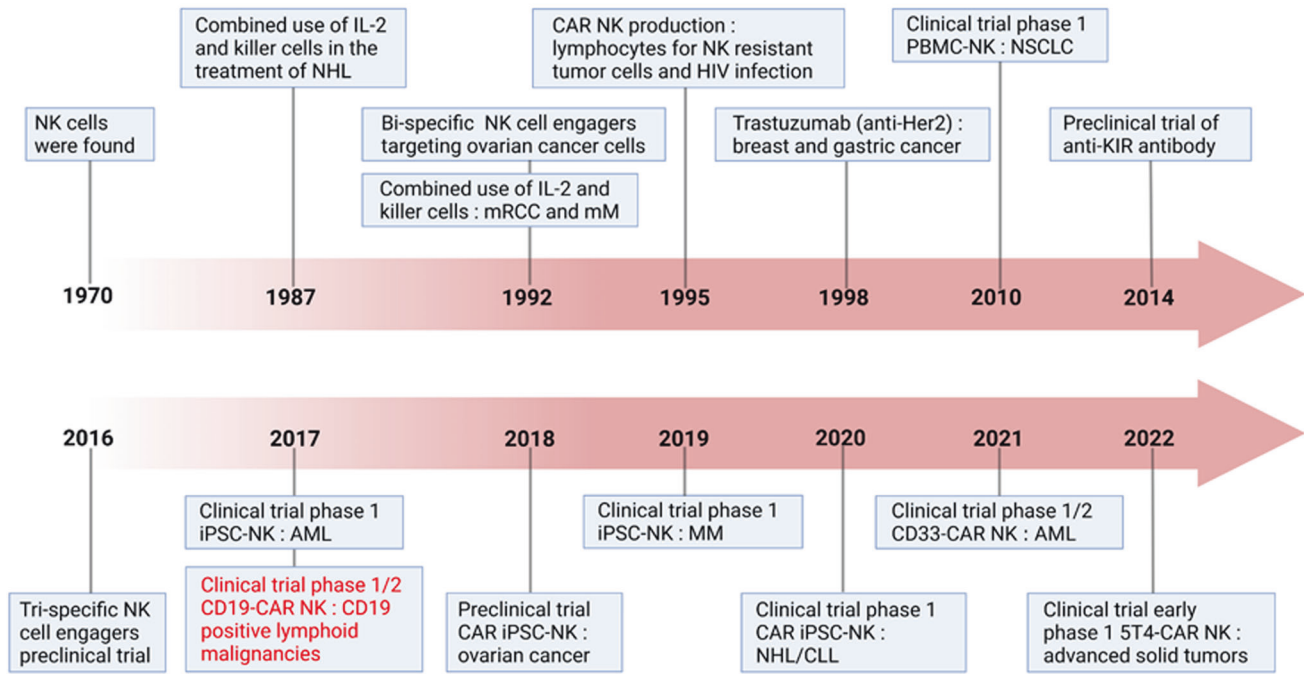 Combined use of IL-2
and killer cells in the
treatment of NHL
CAR NK production :
lymphocytes for NK resistant
tumor cells and HIV infection
Clinical trial phase 1
PBMC-NK : NSCLC
NK cells
were found
Bi-specific NK cell engagers
targeting ovarian cancer cells
Trastuzumab (anti-Her2) :
breast and gastric cancer
Preclinical trial of
anti-KIR antibody
Combined use of IL-2 and
killer cells : mRCC and mM
1970
1987
1992
1995
1998
2010
2014
2016
2017
2018
2019
2020
2021
2022
Clinical trial phase 1
iPSC-NK : AML
Clinical trial phase 1
iPSC-NK : MM
Clinical trial phase 1/2
CD33-CAR NK : AML
Tri-specific NK
cell engagers
preclinical trial
Clinical trial phase 1/2
CD19-CAR NK : CD19
positive lymphoid
malignancies
Preclinical trial
CAR iPSC-NK :
ovarian cancer
Clinical trial phase 1
CAR iPSC-NK :
NHL/CLL
Clinical trial early
phase 1 5T4-CAR NK :
advanced solid tumors